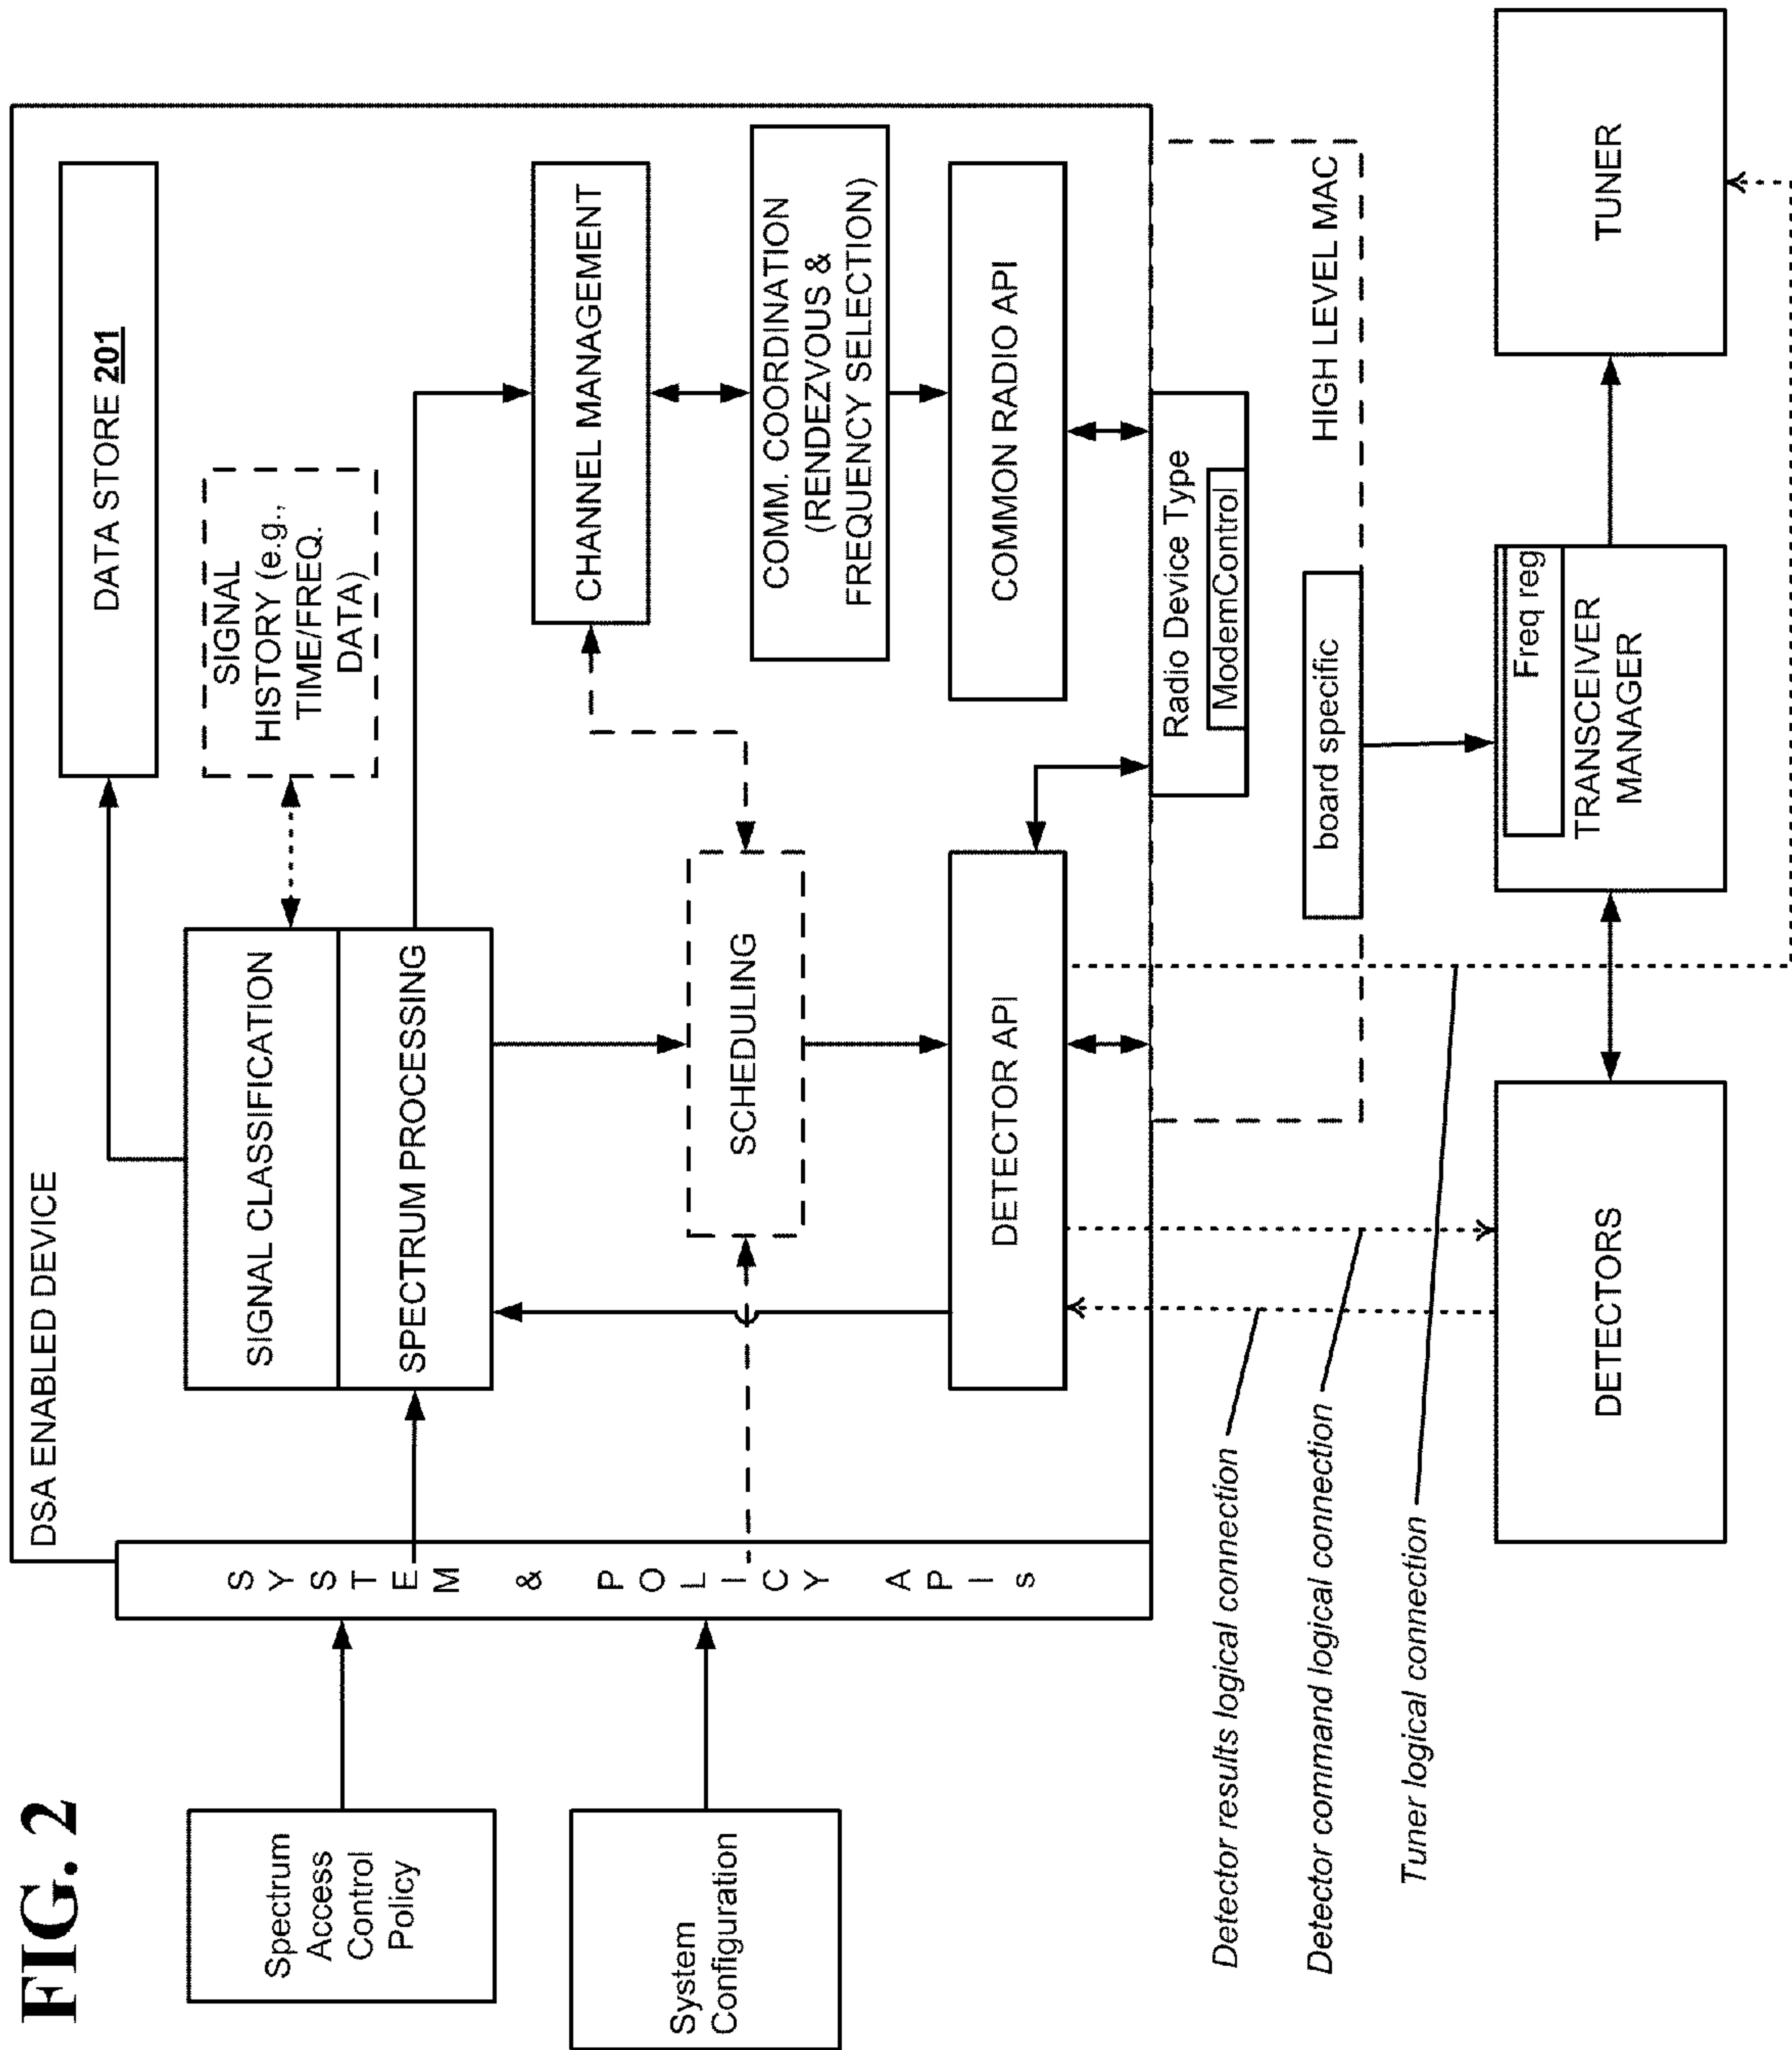 FIG. 2
DSA ENABLED DEVICE
DATA STORE 201
Spectrum
Access
Control
Policy
System
Configuration
SYSTEM & POLICY APIs
SIGNAL CLASSIFICATION
SPECTRUM PROCESSING
SIGNAL
HISTORY (e.g.,
TIME/FREQ.
DATA)
CHANNEL MANAGEMENT
SCHEDULING
COMM. COORDINATION
(RENDEZVOUS &
FREQUENCY SELECTION)
DETECTOR API
COMMON RADIO API
Radio Device Type
ModemControl
HIGH LEVEL MAC
board specific
Detector results logical connection
Detector command logical connection
Tuner logical connection
DETECTORS
Freq reg
TRANSCEIVER
MANAGER
TUNER